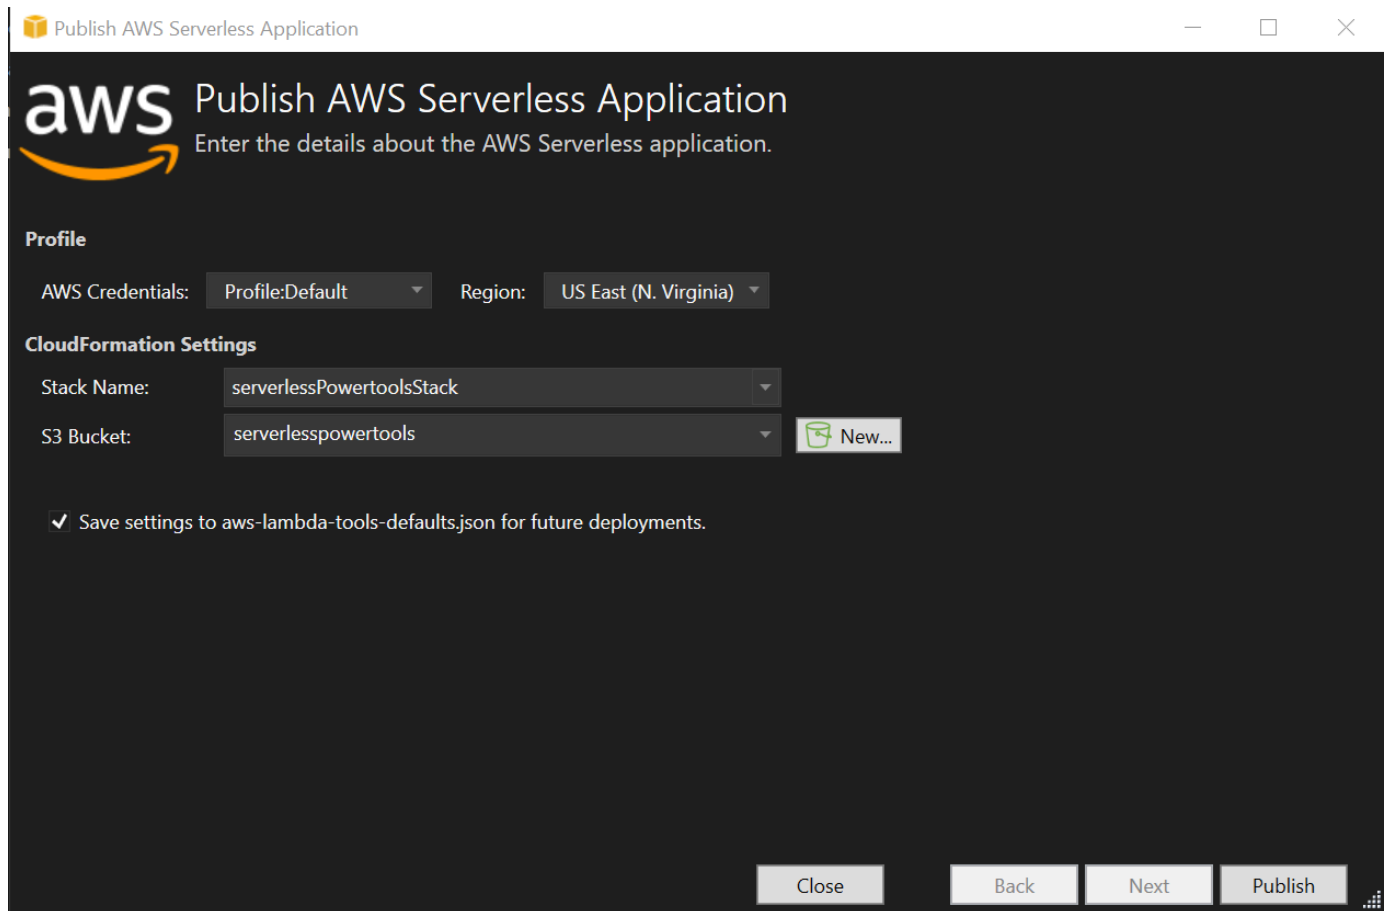 Publish AWS Serverless Application
aws
Publish AWS Serverless Application
Enter the details about the AWS Serverless application.
Profile
AWS Credentials: Profile:Default Region: US East (N. Virginia)
CloudFormation Settings
Stack Name: serverlessPowertoolsStack
S3 Bucket: serverlesspowertools New...
Save settings to aws-lambda-tools-defaults.json for future deployments.
Close Back Next Publish